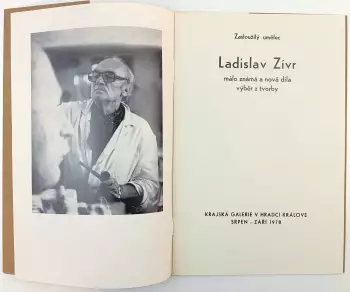 Zasloužilý umělec
Ladislav Zívr
málo známá a nová díla
výběr z tvorby
KRAJSKÁ GALERIE V HRADCI KRÁLOVÉ
SRPEN - ZÁŘÍ 1978